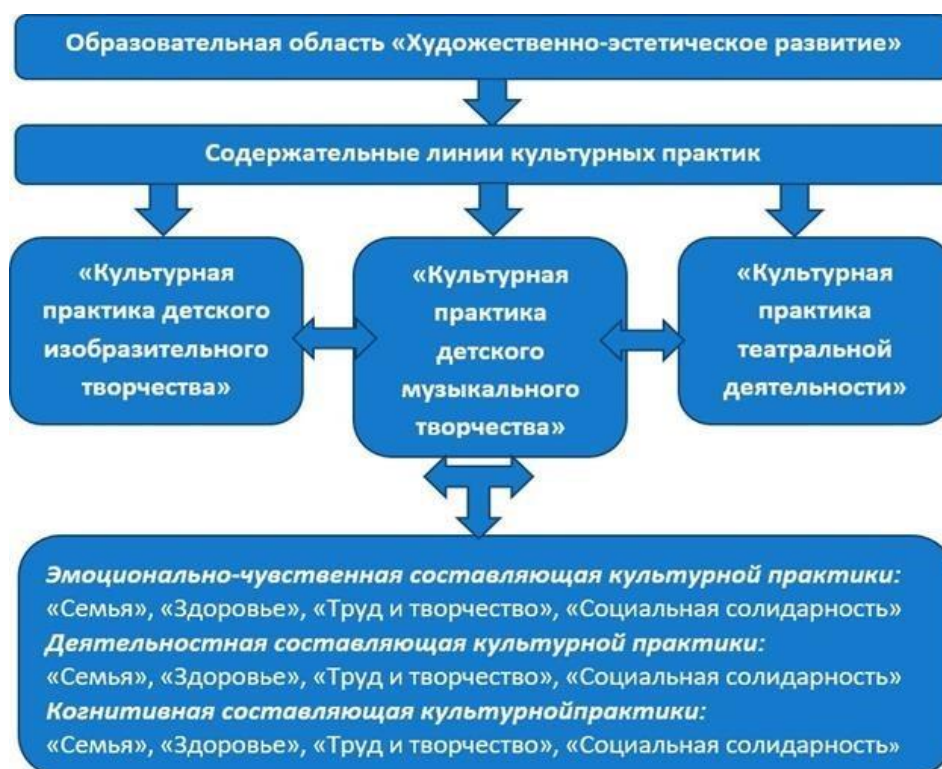 Образовательная область «Художественно-эстетическое развитие»
Содержательные линии культурных практик
«Культурная
практика детского
изобразительного
творчества»
«Культурная
практика
детского
музыкального
творчества»
«Культурная
практика
театральной
деятельности»
Эмоционально-чувственная составляющая культурной практики:
«Семья», «Здоровье», «Труд и творчество», «Социальная солидарность»
Деятельностная составляющая культурной практики:
«Семья», «Здоровье», «Труд и творчество», «Социальная солидарность»
Когнитивная составляющая культурнойпрактики:
«Семья», «Здоровье», «Труд и творчество», «Социальная солидарность»